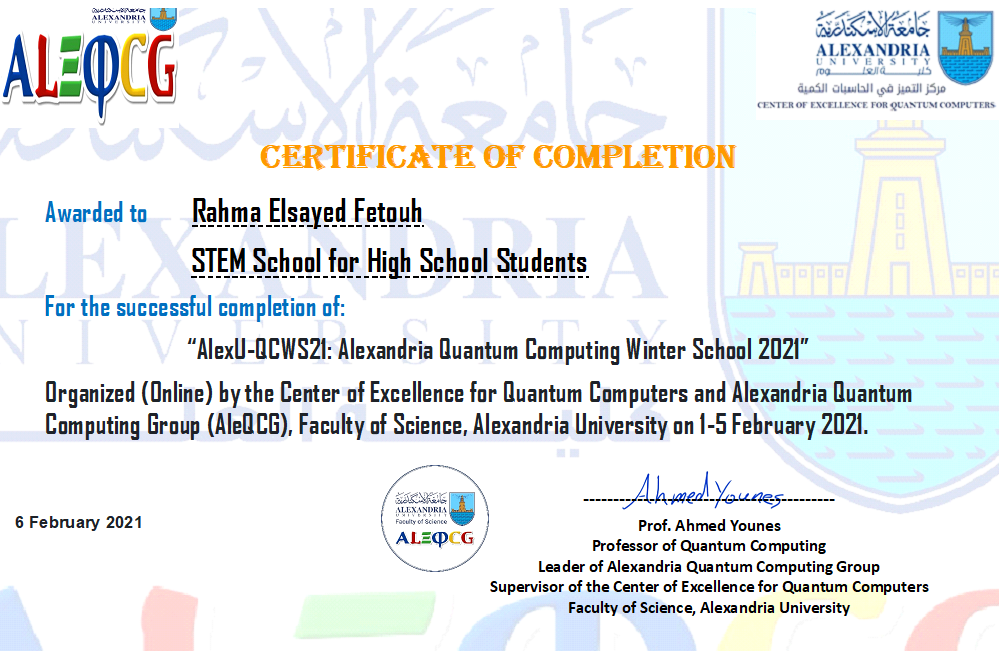 جامعة الإسكندرية
ALEXANDRIA
UNIVERSITY
ALEQCG
جامعة الإسكندرية
ALEXANDRIA
UNIVERSITY
كلية العلوم
مركز التميز في الحاسبات الكمية
CENTER OF EXCELLENCE FOR QUANTUM COMPUTERS
CERTIFICATE OF COMPLETION
Awarded to Rahma Elsayed Fetouh
STEM School for High School Students
For the successful completion of:
“AlexU-QCWS21: Alexandria Quantum Computing Winter School 2021”
Organized (Online) by the Center of Excellence for Quantum Computers and Alexandria Quantum
Computing Group (AleQCG), Faculty of Science, Alexandria University on 1-5 February 2021.
6 February 2021
جامعة الإسكندرية
ALEXANDRIA
UNIVERSITY
Faculty of Science
ALEQCG
Ahmed Younes
Prof. Ahmed Younes
Professor of Quantum Computing
Leader of Alexandria Quantum Computing Group
Supervisor of the Center of Excellence for Quantum Computers
Faculty of Science, Alexandria University